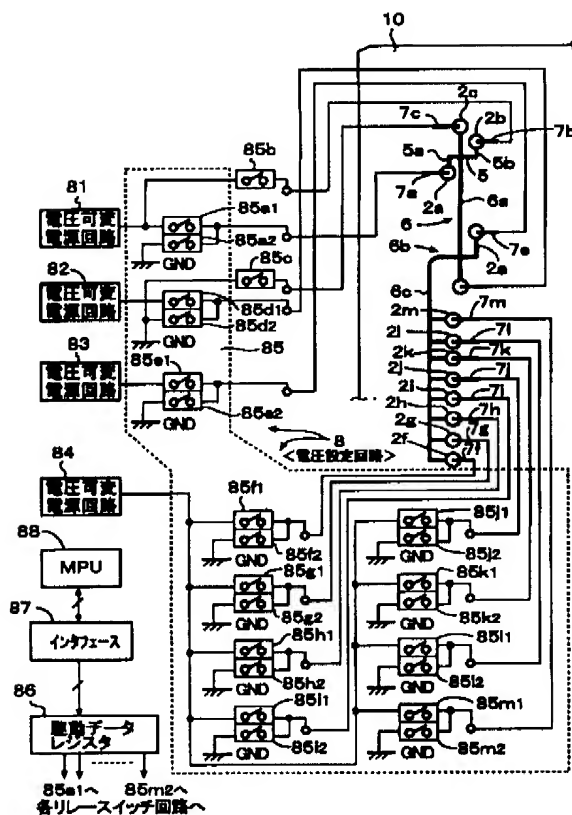 10
2c
7c
2b
7b
85b
5a
5b
5
7a
2a
6a
6
81
電圧可変
電源回路
85a1
85a2
GND
85c
6b
7e
2e
82
電圧可変
電源回路
85d1
85d2
GND
85
6c
2m
7m
2l
7l
2k
7k
2j
7j
2i
7i
2h
7h
2g
7g
2f
7f
83
電圧可変
電源回路
85e1
85e2
GND
8
<電圧設定回路>
84
電圧可変
電源回路
85f1
85f2
GND
85j1
85j2
GND
88
MPU
85g1
85g2
GND
85k1
85k2
GND
87
インタフェース
85h1
85h2
GND
85l1
85l2
GND
86
駆動データ
レジスタ
85i1
85i2
GND
85m1
85m2
GND
85a1へ
85m2へ
各リレースイッチ回路へ